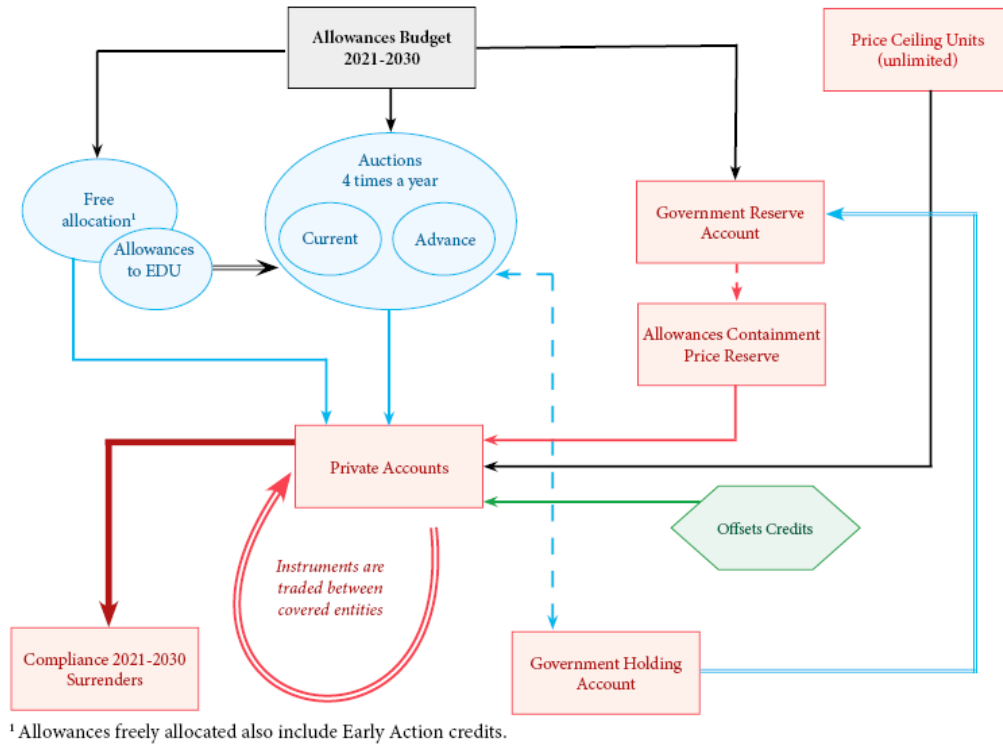 Allowances Budget
2021-2030
Price Ceiling Units
(unlimited)
Auctions
4 times a year
Free
allocation¹
Current
Advance
Government Reserve
Account
Allowances
to EDU
Allowances Containment
Price Reserve
Private Accounts
Offsets Credits
Instruments are
traded between
covered entities
Compliance 2021-2030
Surrenders
Government Holding
Account
¹ Allowances freely allocated also include Early Action credits.